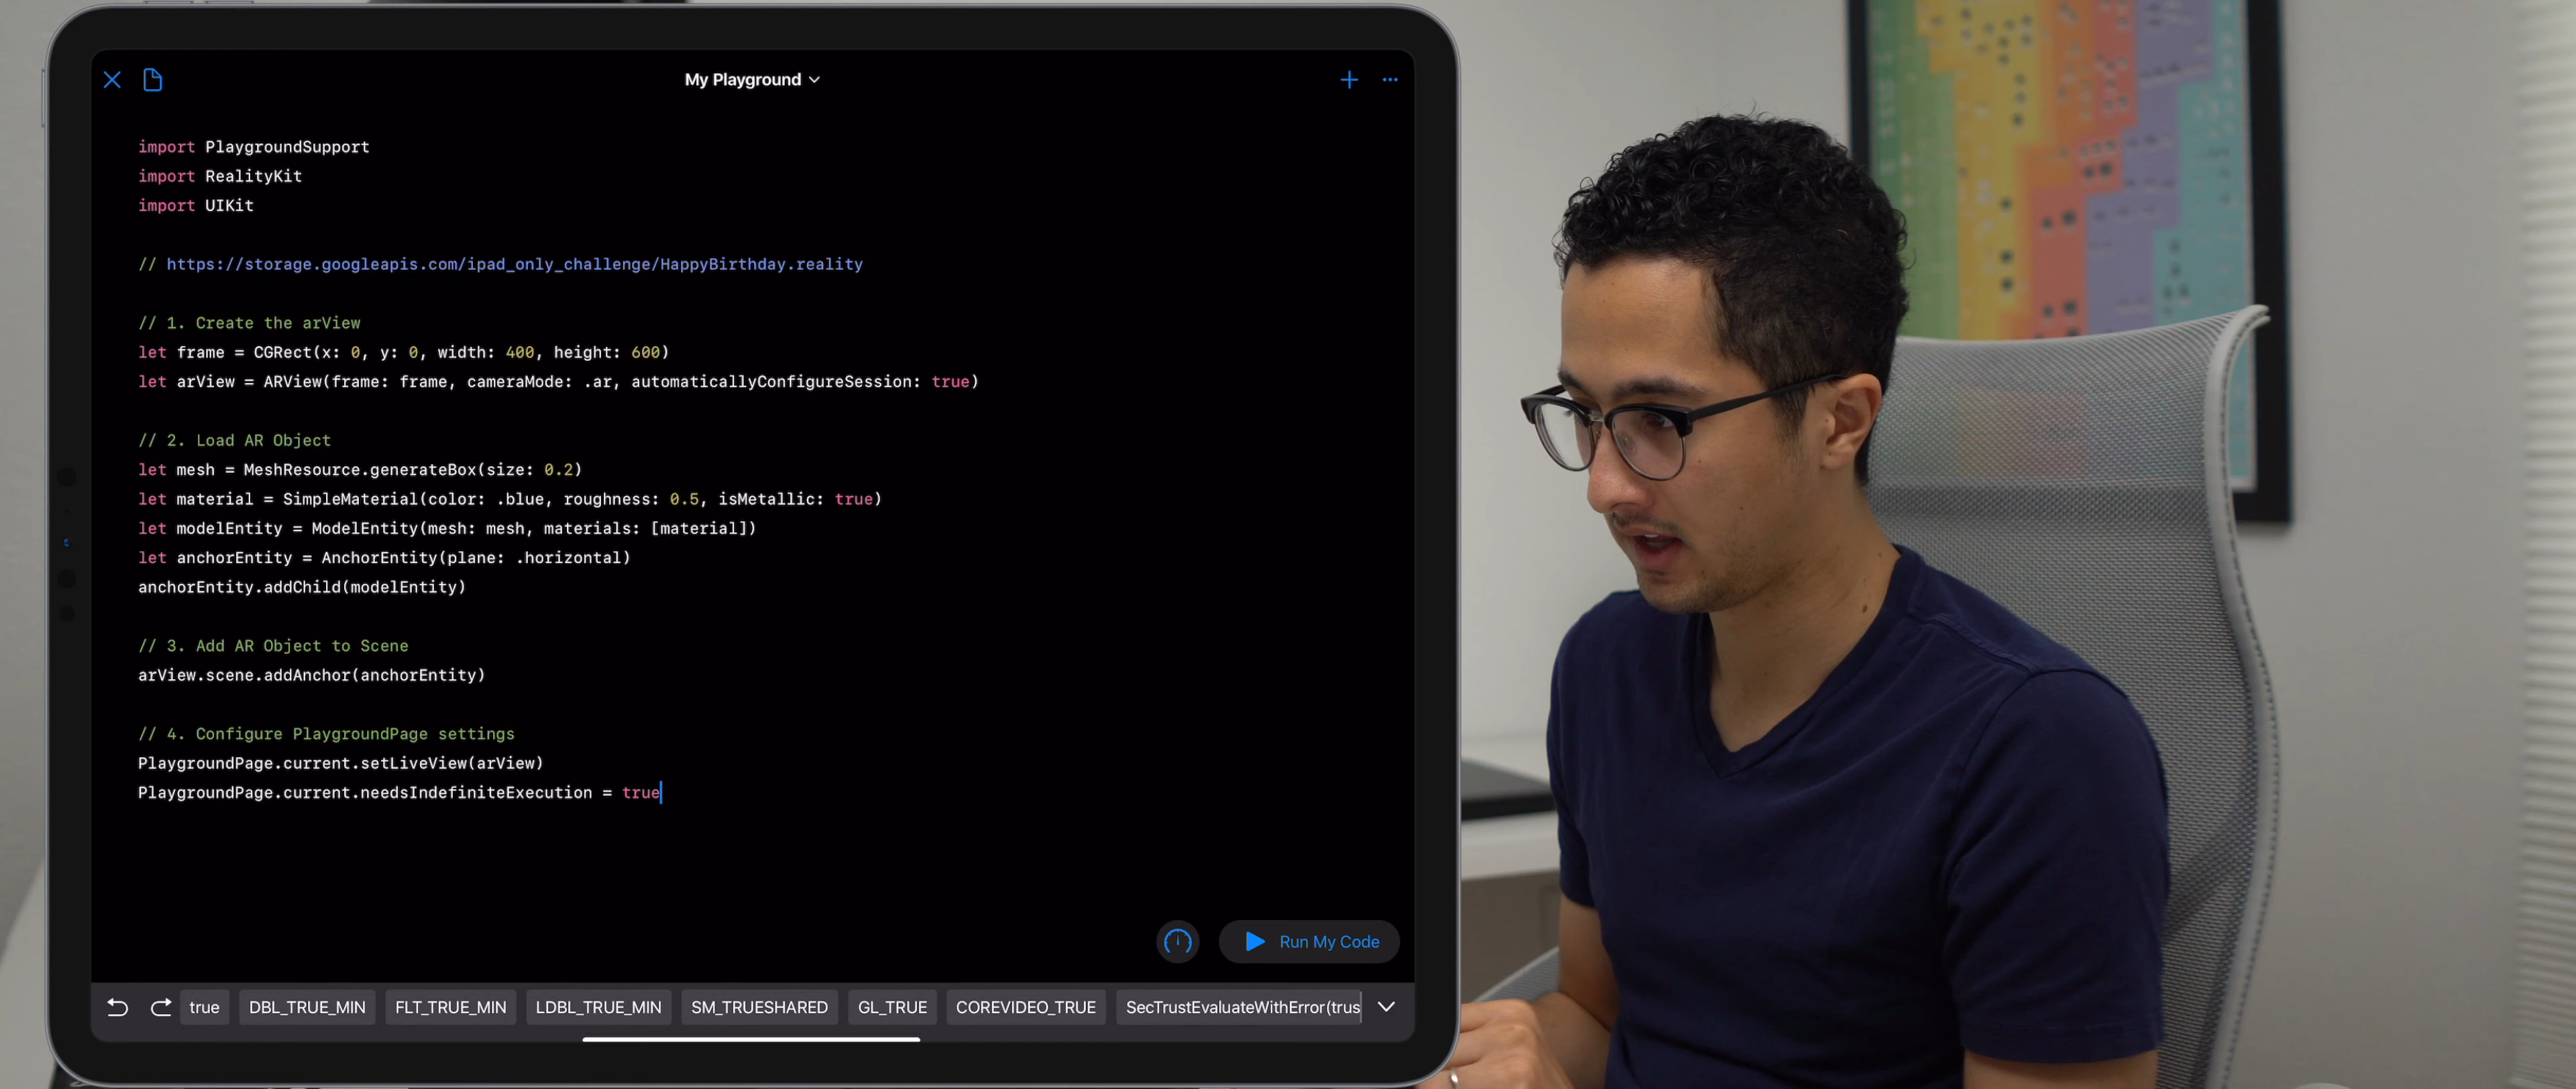 My Playground
import PlaygroundSupport
import RealityKit
import UIKit
// https://storage.googleapis.com/ipad_only_challenge/HappyBirthday.reality
// 1. Create the arView
let frame = CGRect(x: 0, y: 0, width: 400, height: 600)
let arView = ARView(frame: frame, cameraMode: .ar, automaticallyConfigureSession: true)
// 2. Load AR Object
let mesh = MeshResource.generateBox(size: 0.2)
let material = SimpleMaterial(color: .blue, roughness: 0.5, isMetallic: true)
let modelEntity = ModelEntity(mesh: mesh, materials: [material])
let anchorEntity = AnchorEntity(plane: .horizontal)
anchorEntity.addChild(modelEntity)
// 3. Add AR Object to Scene
arView.scene.addAnchor(anchorEntity)
// 4. Configure PlaygroundPage settings
PlaygroundPage.current.setLiveView(arView)
PlaygroundPage.current.needsIndefiniteExecution = true
Run My Code
true DBL_TRUE_MIN FLT_TRUE_MIN LDBL_TRUE_MIN SM_TRUESHARED GL_TRUE COREVIDEO_TRUE SecTrustEvaluateWithError(trus